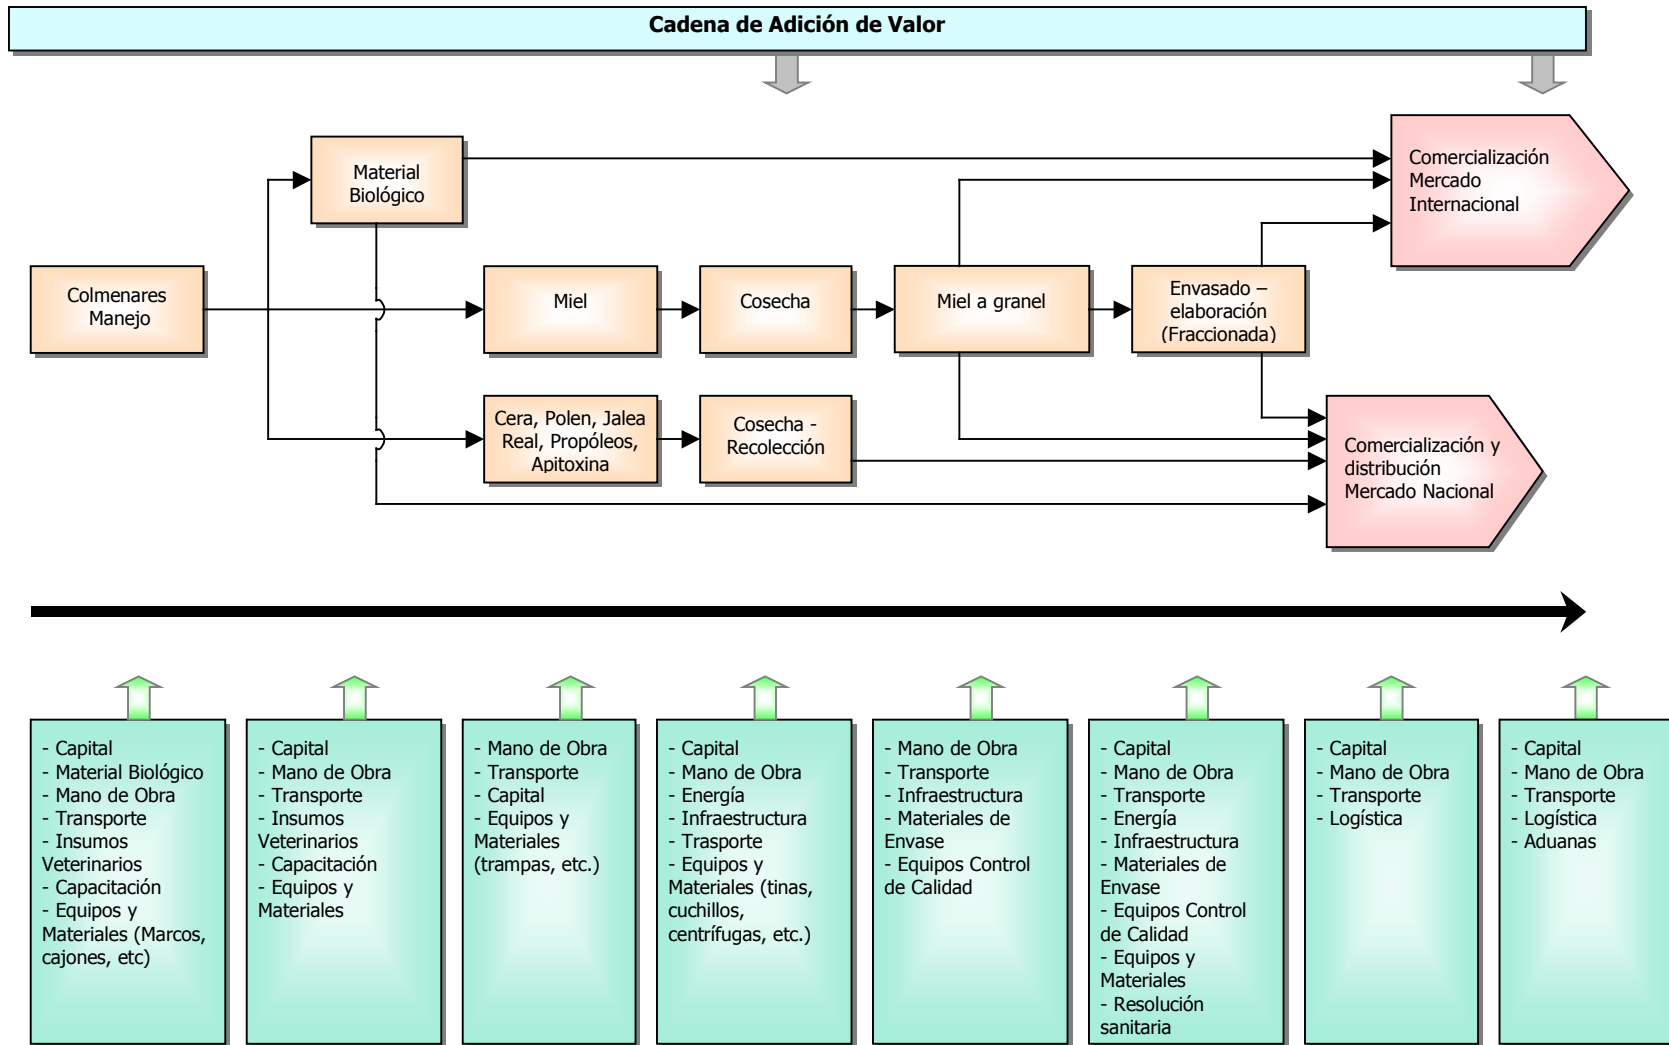 Cadena de Adición de Valor
Material
Biológico
Comercialización
Mercado
Internacional
Colmenares
Manejo
Miel
Cosecha
Miel a granel
Envasado –
elaboración
(Fraccionada)
Cera, Polen, Jalea
Real, Propóleos,
Apitoxina
Cosecha -
Recolección
Comercialización y
distribución
Mercado Nacional
- Capital
- Material Biológico
- Mano de Obra
- Transporte
- Insumos
Veterinarios
- Capacitación
- Equipos y
Materiales (Marcos,
cajones, etc)
- Capital
- Mano de Obra
- Transporte
- Insumos
Veterinarios
- Capacitación
- Equipos y
Materiales
- Mano de Obra
- Transporte
- Capital
- Equipos y
Materiales
(trampas, etc.)
- Capital
- Mano de Obra
- Energía
- Infraestructura
- Trasporte
- Equipos y
Materiales (tinas,
cuchillos,
centrífugas, etc.)
- Mano de Obra
- Transporte
- Infraestructura
- Materiales de
Envase
- Equipos Control
de Calidad
- Capital
- Mano de Obra
- Transporte
- Energía
- Infraestructura
- Materiales de
Envase
- Equipos Control
de Calidad
- Equipos y
Materiales
- Resolución
sanitaria
- Capital
- Mano de Obra
- Transporte
- Logística
- Capital
- Mano de Obra
- Transporte
- Logística
- Aduanas